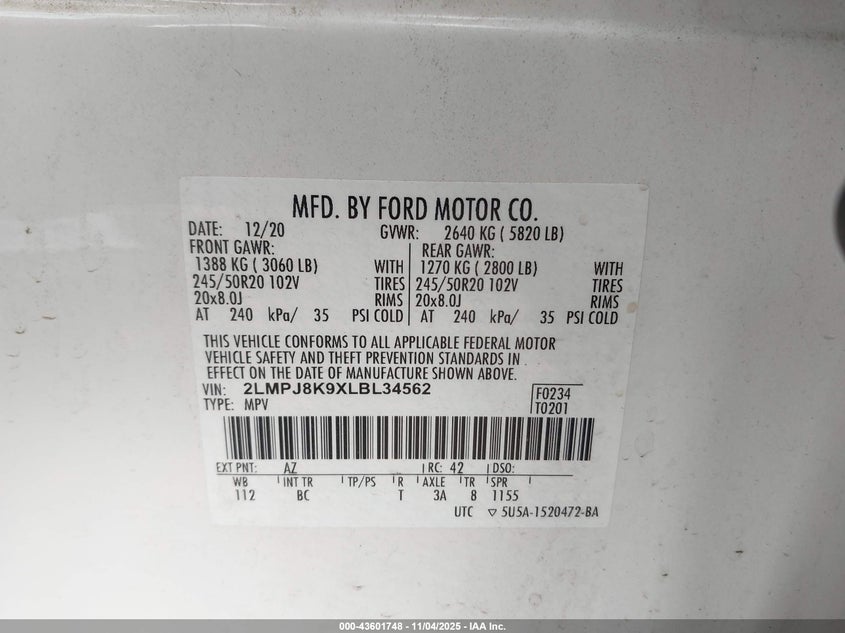 MFD. BY FORD MOTOR CO.
DATE: 12/20 GVWR: 2640 KG ( 5820 LB)
FRONT GAWR: REAR GAWR:
1388 KG ( 3060 LB) WITH 1270 KG ( 2800 LB) WITH
245/50R20 102V TIRES 245/50R20 102V TIRES
20x8.0J RIMS 20x8.0J RIMS
AT 240 kPa/ 35 PSI COLD AT 240 kPa/ 35 PSI COLD
THIS VEHICLE CONFORMS TO ALL APPLICABLE FEDERAL MOTOR
VEHICLE SAFETY AND THEFT PREVENTION STANDARDS IN
EFFECT ON THE DATE OF MANUFACTURE SHOWN ABOVE.
VIN: 2LMPJ8K9XLBL34562 F0234
TYPE: MPV T0201
EXT PNT: AZ RC: 42 DSO:
WB INT TR TP/PS R AXLE TR SPR
112 BC T 3A 8 1155
UTC ▽ 5U5A-1520472-BA
000-43601748 - 11/04/2025 - IAA Inc.